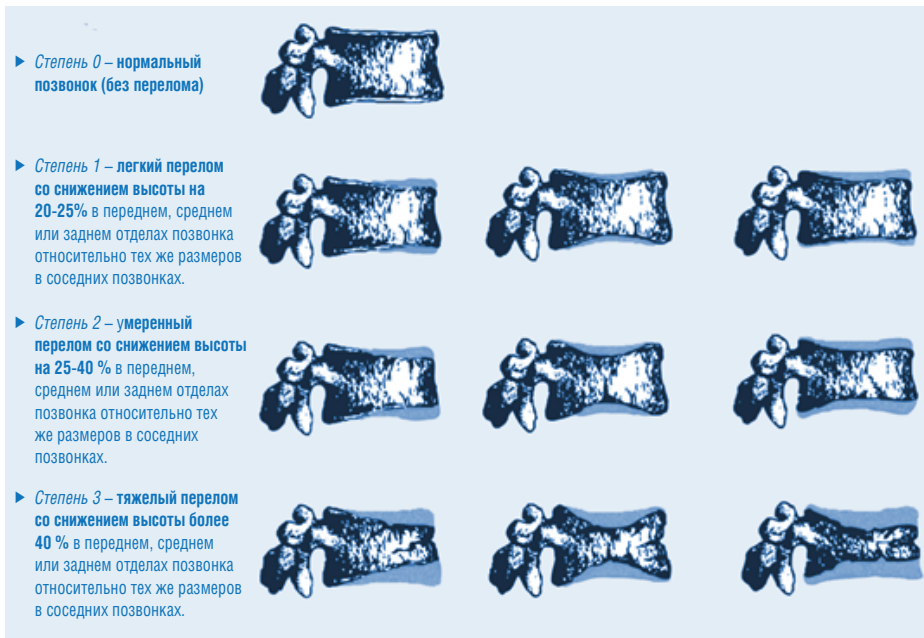 ▶ Степень 0 – нормальный
позвонок (без перелома)
▶ Степень 1 – легкий перелом
со снижением высоты на
20-25% в переднем, среднем
или заднем отделах позвонка
относительно тех же размеров
в соседних позвонках.
▶ Степень 2 – умеренный
перелом со снижением высоты
на 25-40 % в переднем,
среднем или заднем отделах
позвонка относительно тех
же размеров в соседних
позвонках.
▶ Степень 3 – тяжелый перелом
со снижением высоты более
40 % в переднем, среднем
или заднем отделах позвонка
относительно тех же размеров
в соседних позвонках.